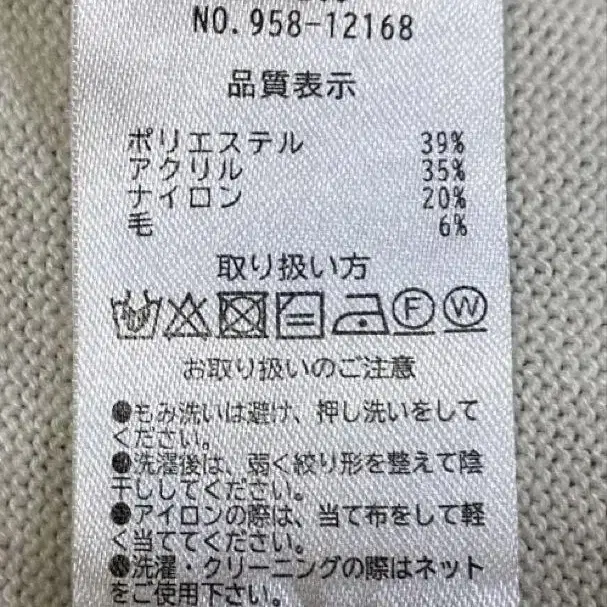 NO.958-12168
品質表示
ポリエステル 39%
アクリル 35%
ナイロン 20%
毛 6%
取り扱い方
F W
お取り扱いのご注意
●もみ洗いは避け、押し洗いをして
ください。
●洗濯後は、弱く絞り形を整えて陰
干ししてください。
●アイロンの際は、当て布をして軽
く当ててください。
●洗濯・クリーニングの際はネット
をご使用下さい。